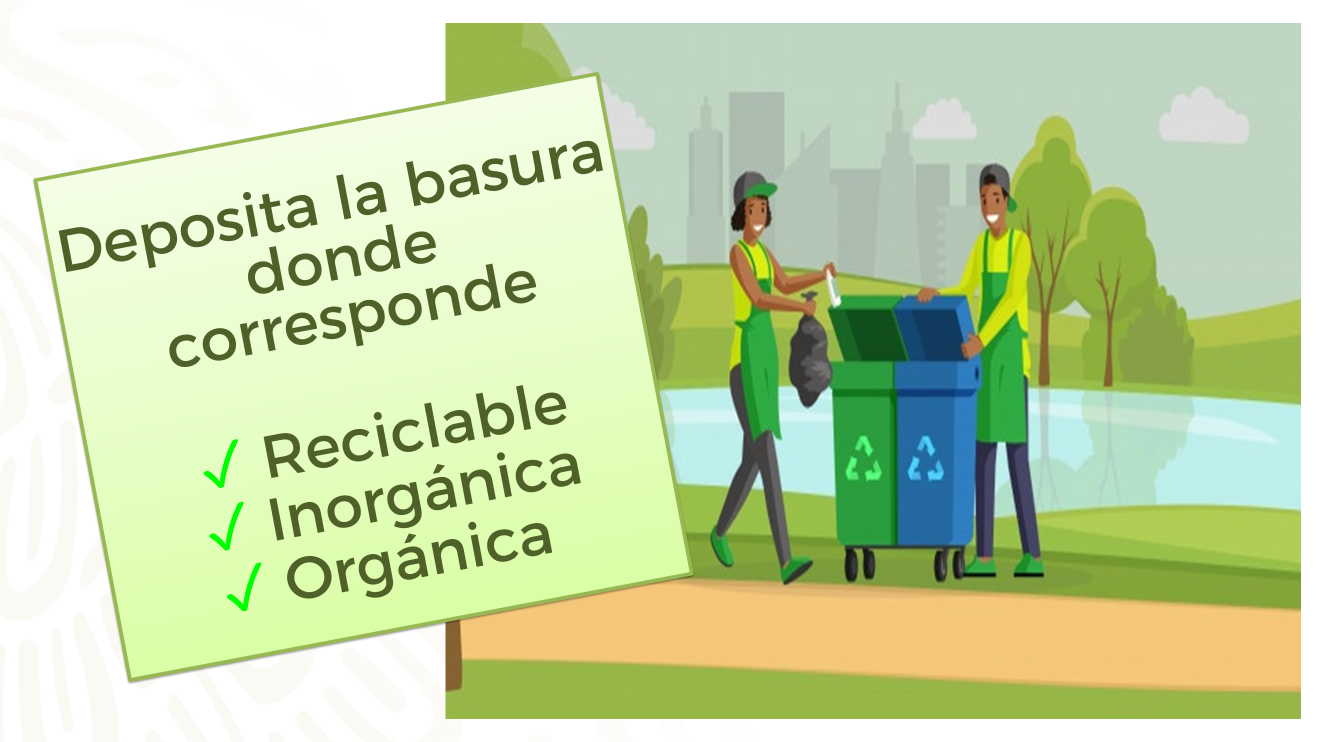 Deposita la basura
donde
corresponde
✓ Reciclable
✓ Inorgánica
✓ Orgánica